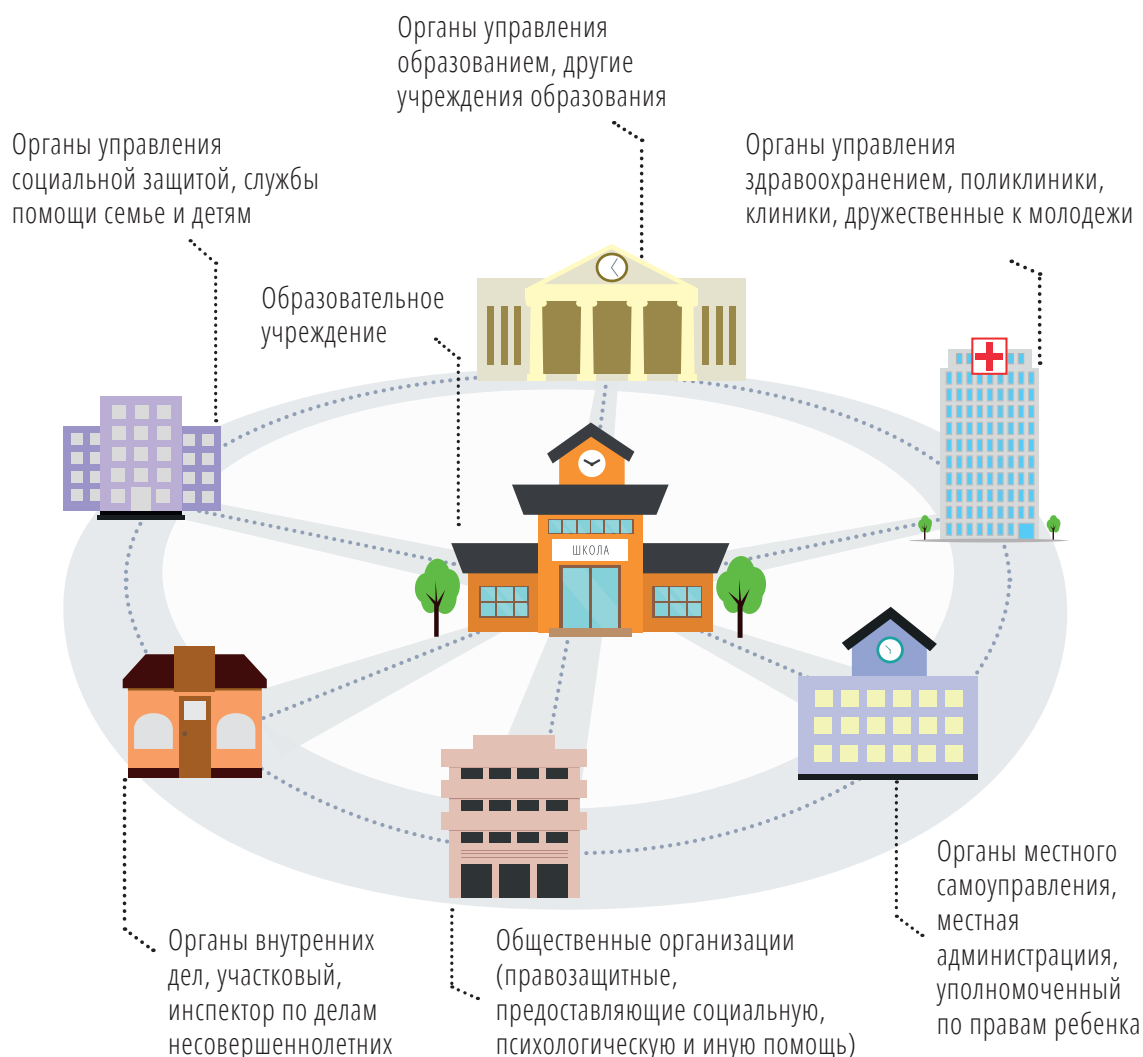 Органы управления
образованием, другие
учреждения образования
Органы управления
социальной защитой, службы
помощи семье и детям
Органы управления
здравоохранением, поликлиники,
клиники, дружественные к молодежи
Образовательное
учреждение
ШКОЛА
Органы местного
самоуправления,
местная
администрациия,
уполномоченный
по правам ребенка
Органы внутренних
дел, участковый,
инспектор по делам
несовершеннолетних
Общественные организации
(правозащитные,
предоставляющие социальную,
психологическую и иную помощь)